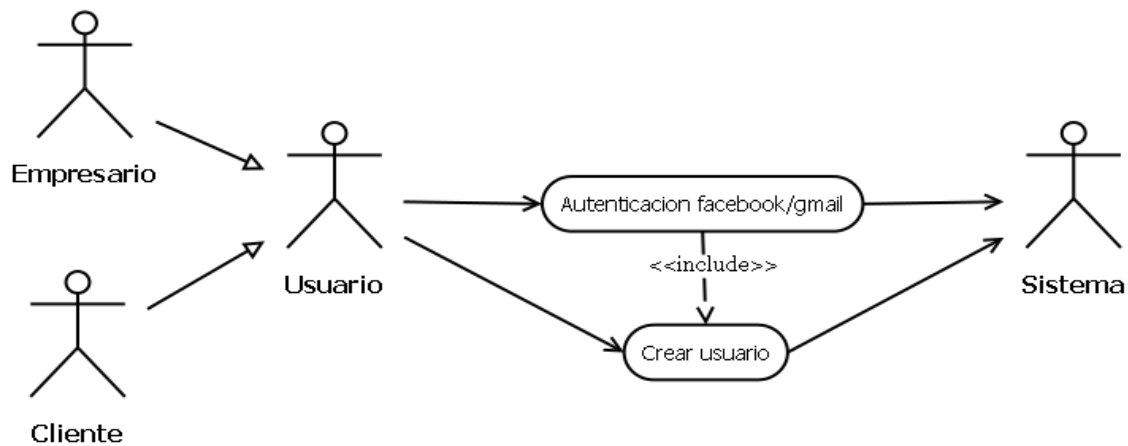 Empresario
Usuario
Autenticacion facebook/gmail
<<include>>
Sistema
Crear usuario
Cliente